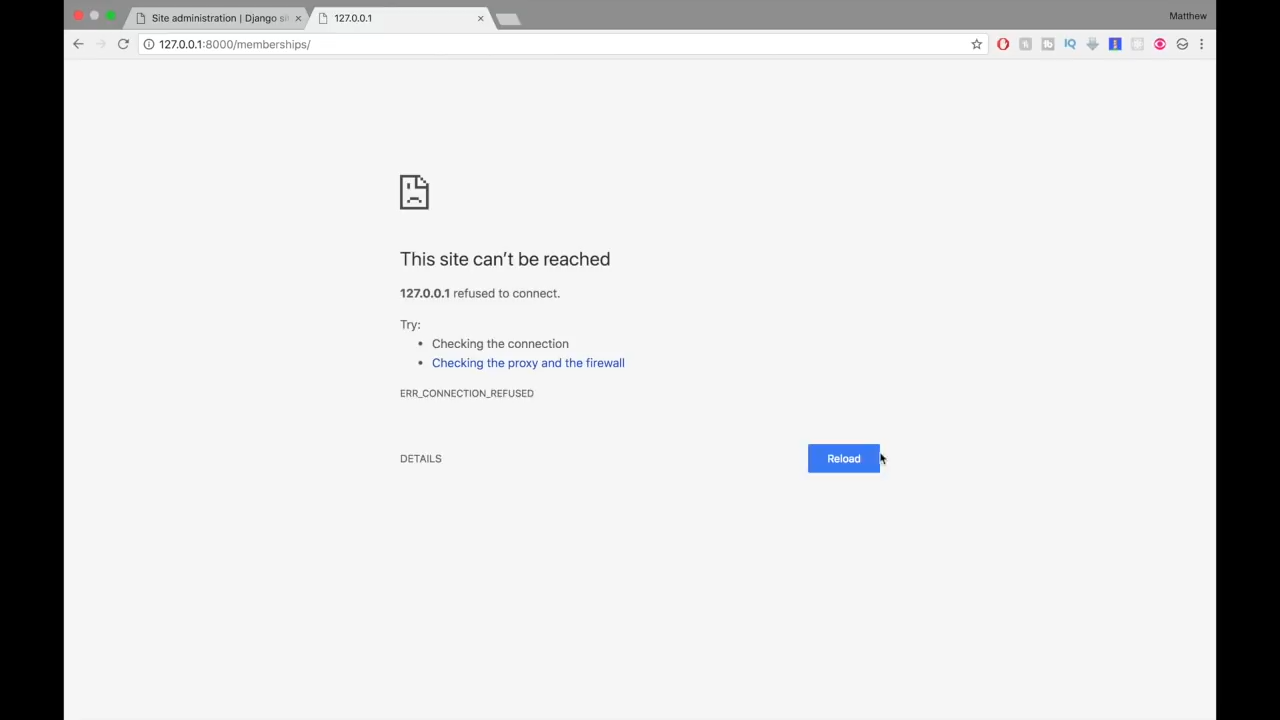 Site administration | Django si
127.0.0.1
Matthew
127.0.0.1:8000/memberships/
IQ
This site can't be reached
127.0.0.1 refused to connect.
Try:
• Checking the connection
• Checking the proxy and the firewall
ERR_CONNECTION_REFUSED
DETAILS
Reload